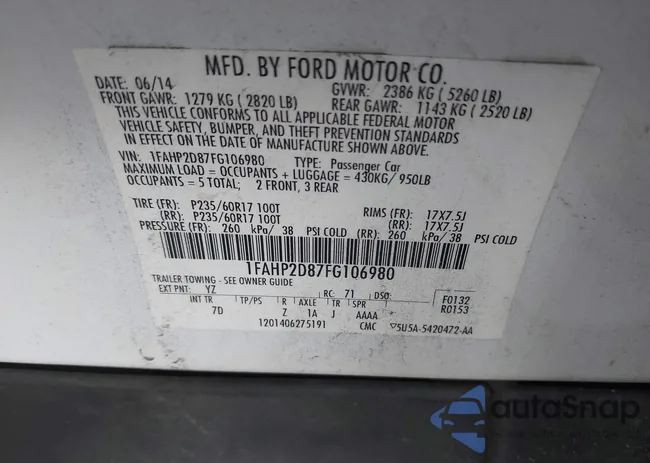 MFD. BY FORD MOTOR CO.
DATE: 06/14 GVWR: 2386 KG ( 5260 LB)
FRONT GAWR: 1279 KG ( 2820 LB) REAR GAWR: 1143 KG ( 2520 LB)
THIS VEHICLE CONFORMS TO ALL APPLICABLE FEDERAL MOTOR
VEHICLE SAFETY, BUMPER, AND THEFT PREVENTION STANDARDS
IN EFFECT ON THE DATE OF MANUFACTURE SHOWN ABOVE.
VIN: 1FAHP2D87FG106980 TYPE: Passenger Car
MAXIMUM LOAD = OCCUPANTS + LUGGAGE = 430KG/ 950LB
OCCUPANTS = 5 TOTAL; 2 FRONT, 3 REAR
TIRE (FR): P235/60R17 100T RIMS (FR): 17X7.5J
(RR): P235/60R17 100T (RR): 17X7.5J
PRESSURE (FR): 260 kPa/ 38 PSI COLD (RR): 260 kPa/ 38 PSI COLD
1FAHP2D87FG106980
TRAILER TOWING - SEE OWNER GUIDE
EXT PNT: YZ RC: 71 DSO: F0132
INT TR TP/PS R AXLE TR SPR R0153
7D Z 1A J AAAA
1201406275191 CMC 5U5A-5420472-AA
autoSnap